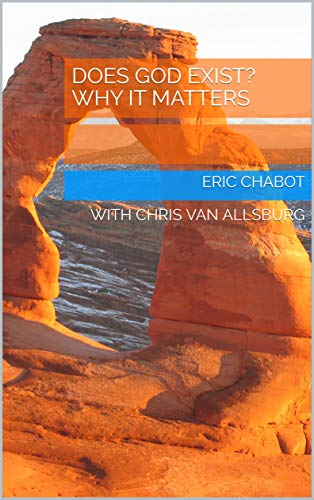 DOES GOD EXIST?
WHY IT MATTERS
ERIC CHABOT
WITH CHRIS VAN ALLSBURG